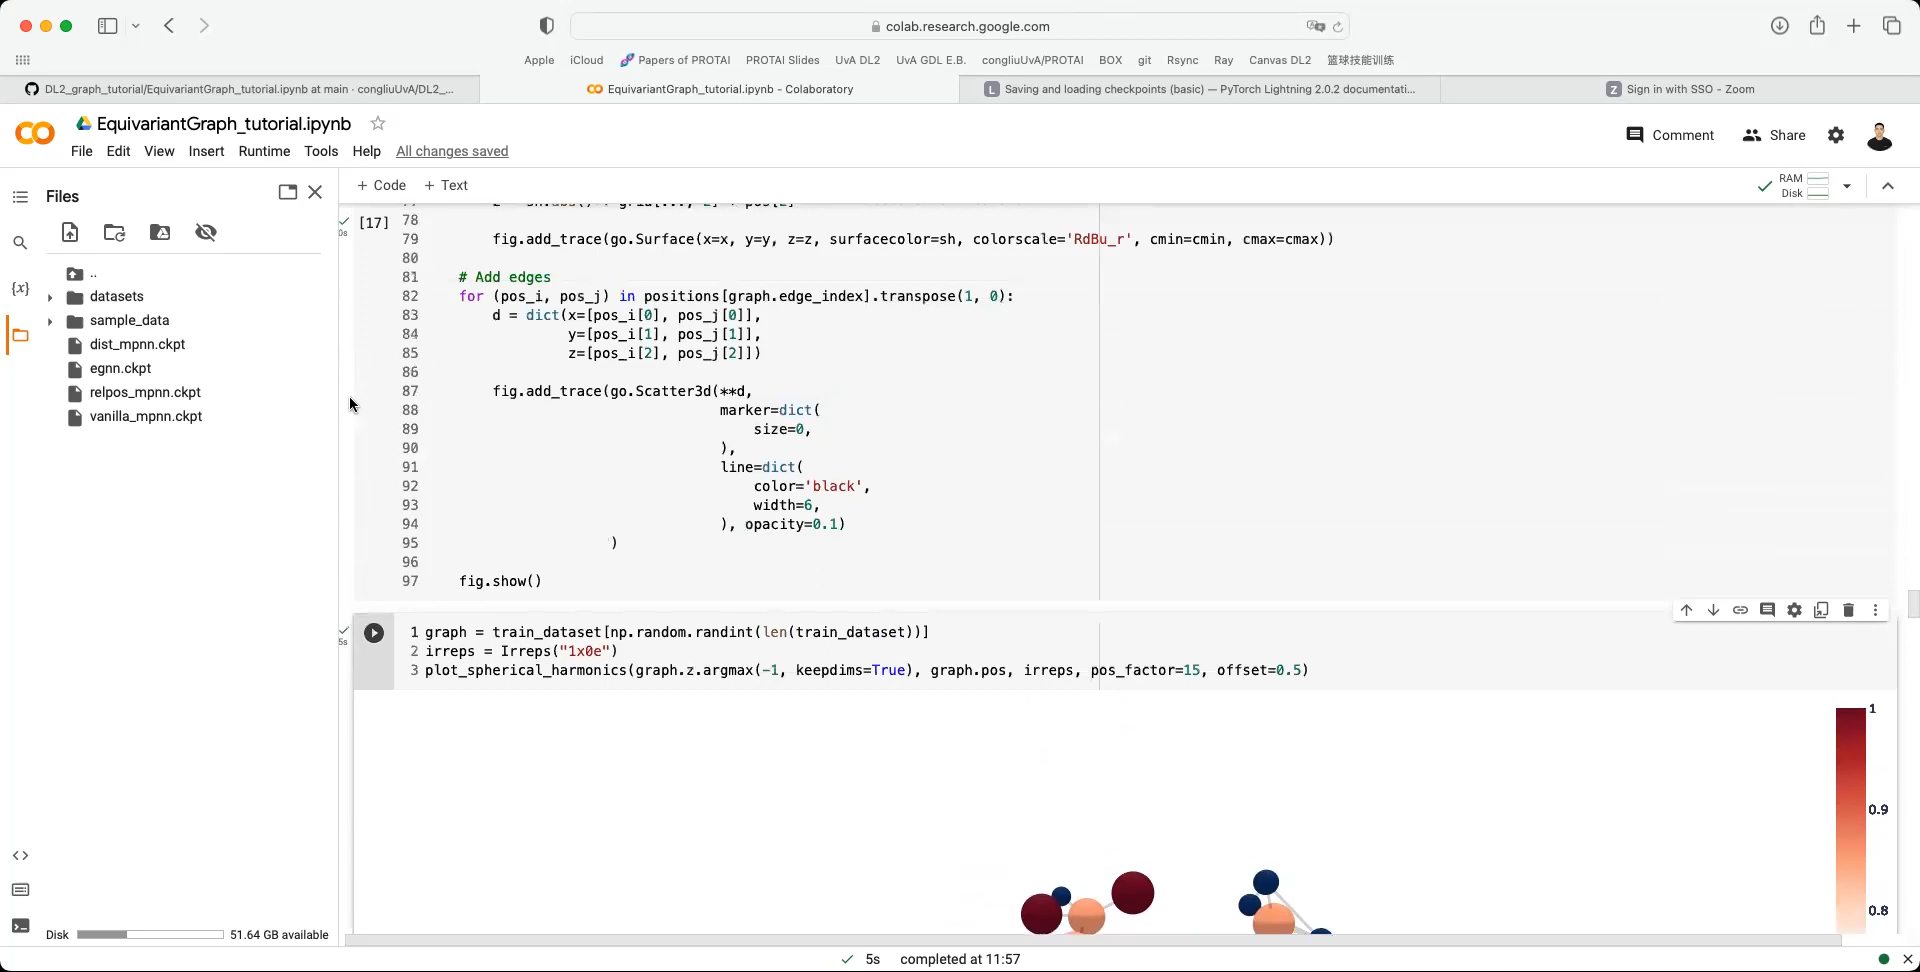 colab.research.google.com
Apple iCloud Papers of PROTAI PROTAI Slides UvA DL2 UvA GDL E.B. congliuUvA/PROTAI BOX git Rsync Ray Canvas DL2 篮球技能训练
DL2_graph_tutorial/EquivariantGraph_tutorial.ipynb at main · congliuUvA/DL2_... EquivariantGraph_tutorial.ipynb - Colaboratory L Saving and loading checkpoints (basic) — PyTorch Lightning 2.0.2 documentati... Z Sign in with SSO - Zoom
EquivariantGraph_tutorial.ipynb
Comment Share
File Edit View Insert Runtime Tools Help All changes saved
Files
+ Code + Text
RAM
Disk
..
datasets
sample_data
dist_mpnn.ckpt
egnn.ckpt
relpos_mpnn.ckpt
vanilla_mpnn.ckpt
{x}
Disk 51.64 GB available
[17] 78
0s
79 fig.add_trace(go.Surface(x=x, y=y, z=z, surfacecolor=sh, colorscale='RdBu_r', cmin=cmin, cmax=cmax))
80
81 # Add edges
82 for (pos_i, pos_j) in positions[graph.edge_index].transpose(1, 0):
83 d = dict(x=[pos_i[0], pos_j[0]],
84 y=[pos_i[1], pos_j[1]],
85 z=[pos_i[2], pos_j[2]])
86
87 fig.add_trace(go.Scatter3d(**d,
88 marker=dict(
89 size=0,
90 ),
91 line=dict(
92 color='black',
93 width=6,
94 ), opacity=0.1)
95 )
96
97 fig.show()
5s
1 graph = train_dataset[np.random.randint(len(train_dataset))]
2 irreps = Irreps("1x0e")
3 plot_spherical_harmonics(graph.z.argmax(-1, keepdims=True), graph.pos, irreps, pos_factor=15, offset=0.5)
1
0.9
0.8
5s completed at 11:57